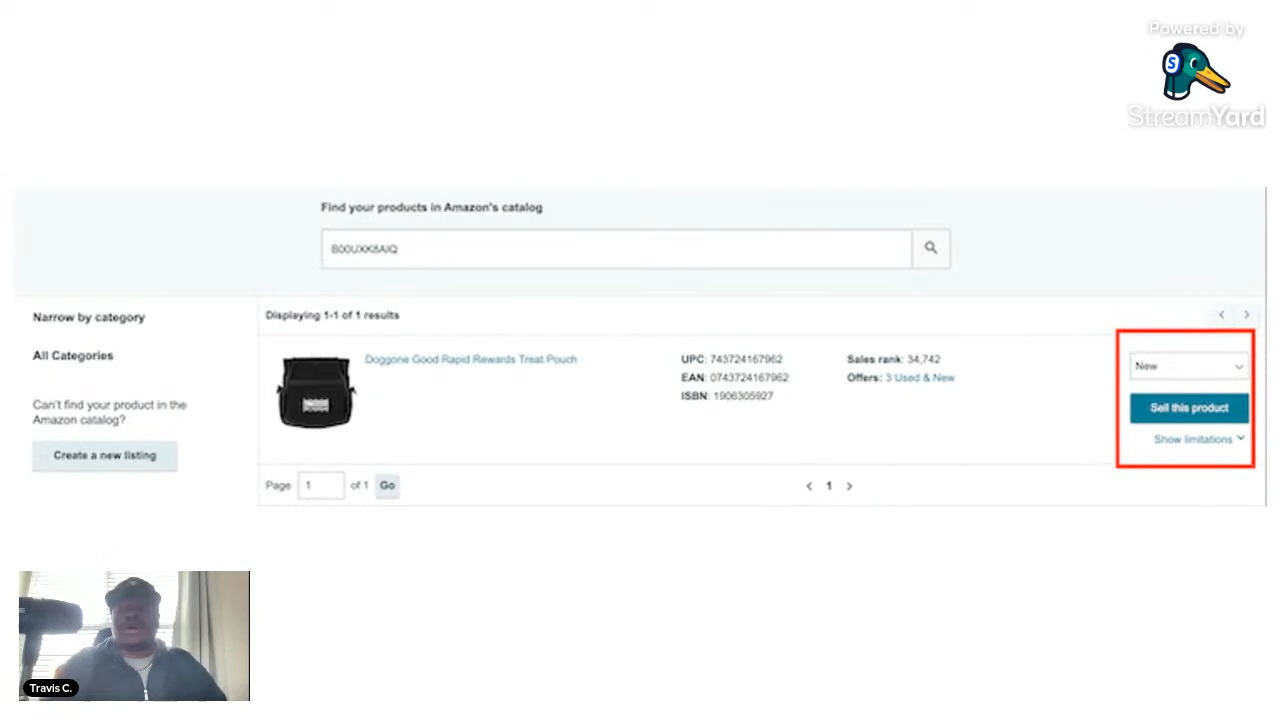 Powered by
StreamYard
Find your products in Amazon's catalog
B00UXK8AIQ
Narrow by category
Displaying 1-1 of 1 results
All Categories
Doggone Good Rapid Rewards Treat Pouch
UPC: 743724167962
Sales rank: 34,742
New
EAN: 0743724167962
Offers: 3 Used & New
ISBN: 1906305927
Can't find your product in the
Amazon catalog?
Sell this product
Show limitations
Create a new listing
Page 1 of 1 Go
1
Travis C.